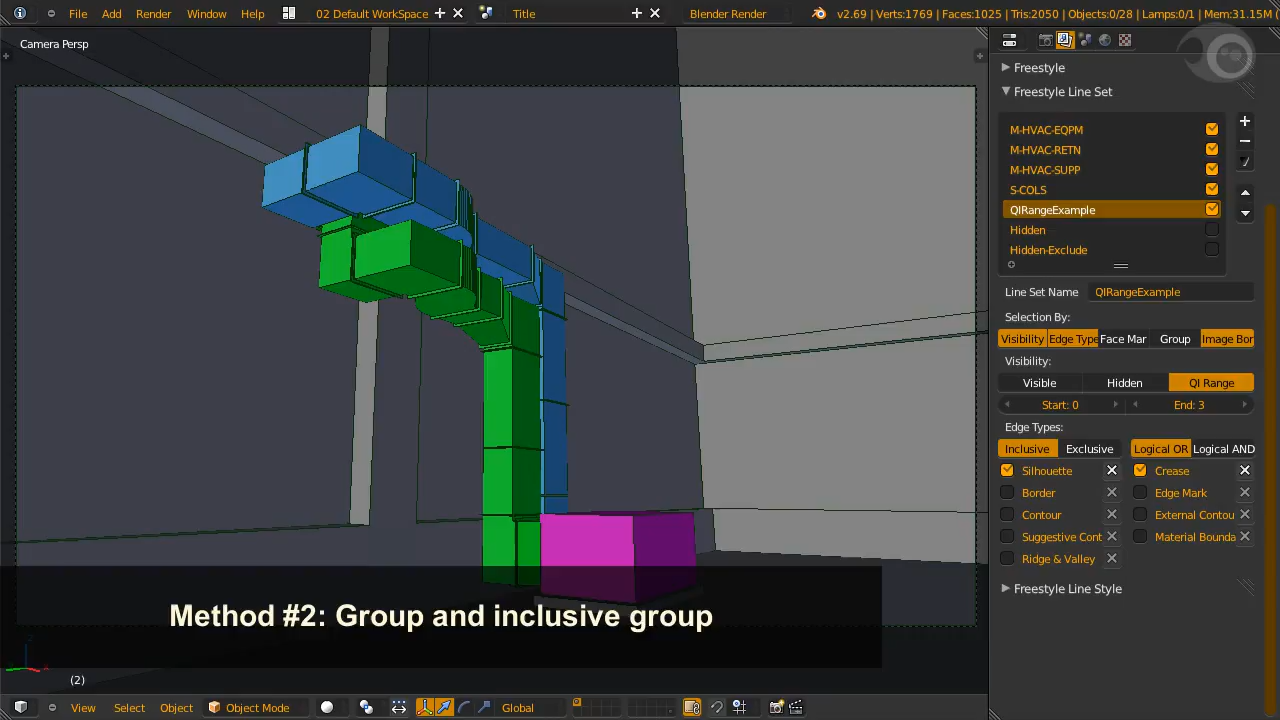 File Add Render Window Help 02 Default WorkSpace Title Blender Render v2.69 | Verts:1769 | Faces:1025 | Tris:2050 | Objects:0/28 | Lamps:0/1 | Mem:31.15M
Camera Persp
Freestyle
Freestyle Line Set
M-HVAC-EQPM
M-HVAC-RETN
M-HVAC-SUPP
S-COLS
QIRangeExample
Hidden
Hidden-Exclude
Line Set Name QIRangeExample
Selection By:
Visibility Edge Type Face Mar Group Image Bor
Visibility:
Visible Hidden QI Range
Start: 0 End: 3
Edge Types:
Inclusive Exclusive Logical OR Logical AND
Silhouette Crease
Border Edge Mark
Contour External Contou
Suggestive Cont Material Bounda
Ridge & Valley
Freestyle Line Style
Method #2: Group and inclusive group
(2)
View Select Object Object Mode Global